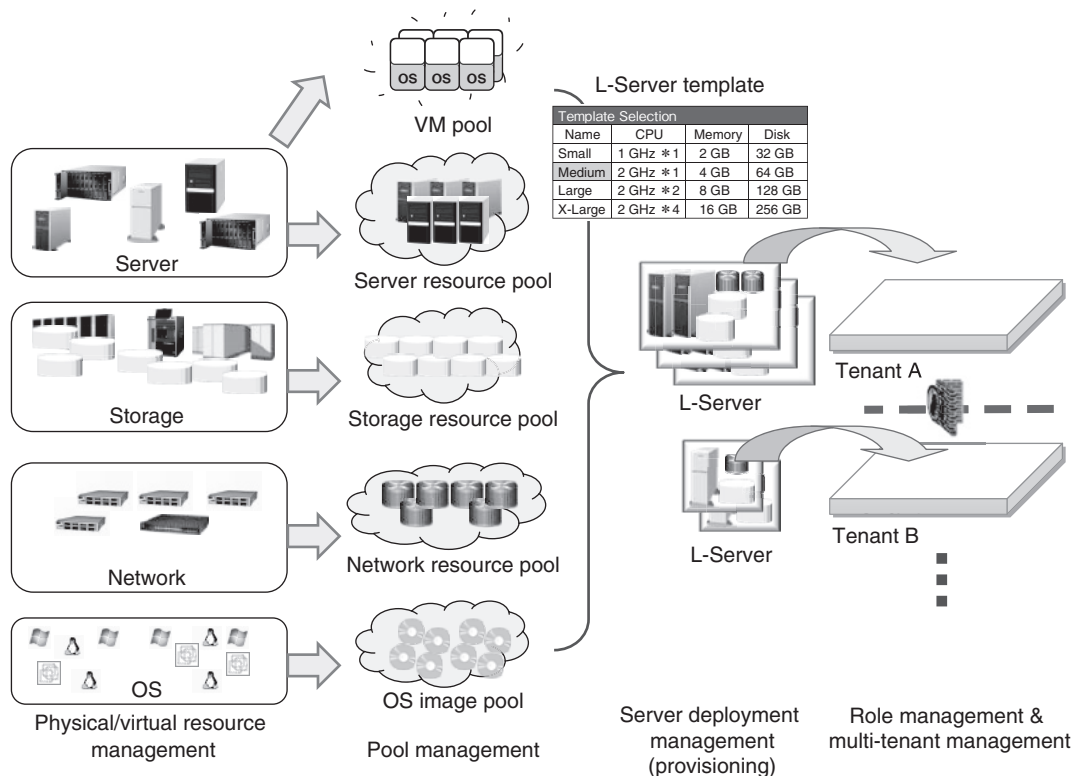 OS OS OS
VM pool
L-Server template
Template Selection
Name CPU Memory Disk
Small 1 GHz *1 2 GB 32 GB
Medium 2 GHz *1 4 GB 64 GB
Large 2 GHz *2 8 GB 128 GB
X-Large 2 GHz *4 16 GB 256 GB
Server
Server resource pool
Storage
Storage resource pool
L-Server
Tenant A
Network
Network resource pool
L-Server
Tenant B
OS
OS image pool
Physical/virtual resource
management
Pool management
Server deployment
management
(provisioning)
Role management &
multi-tenant management